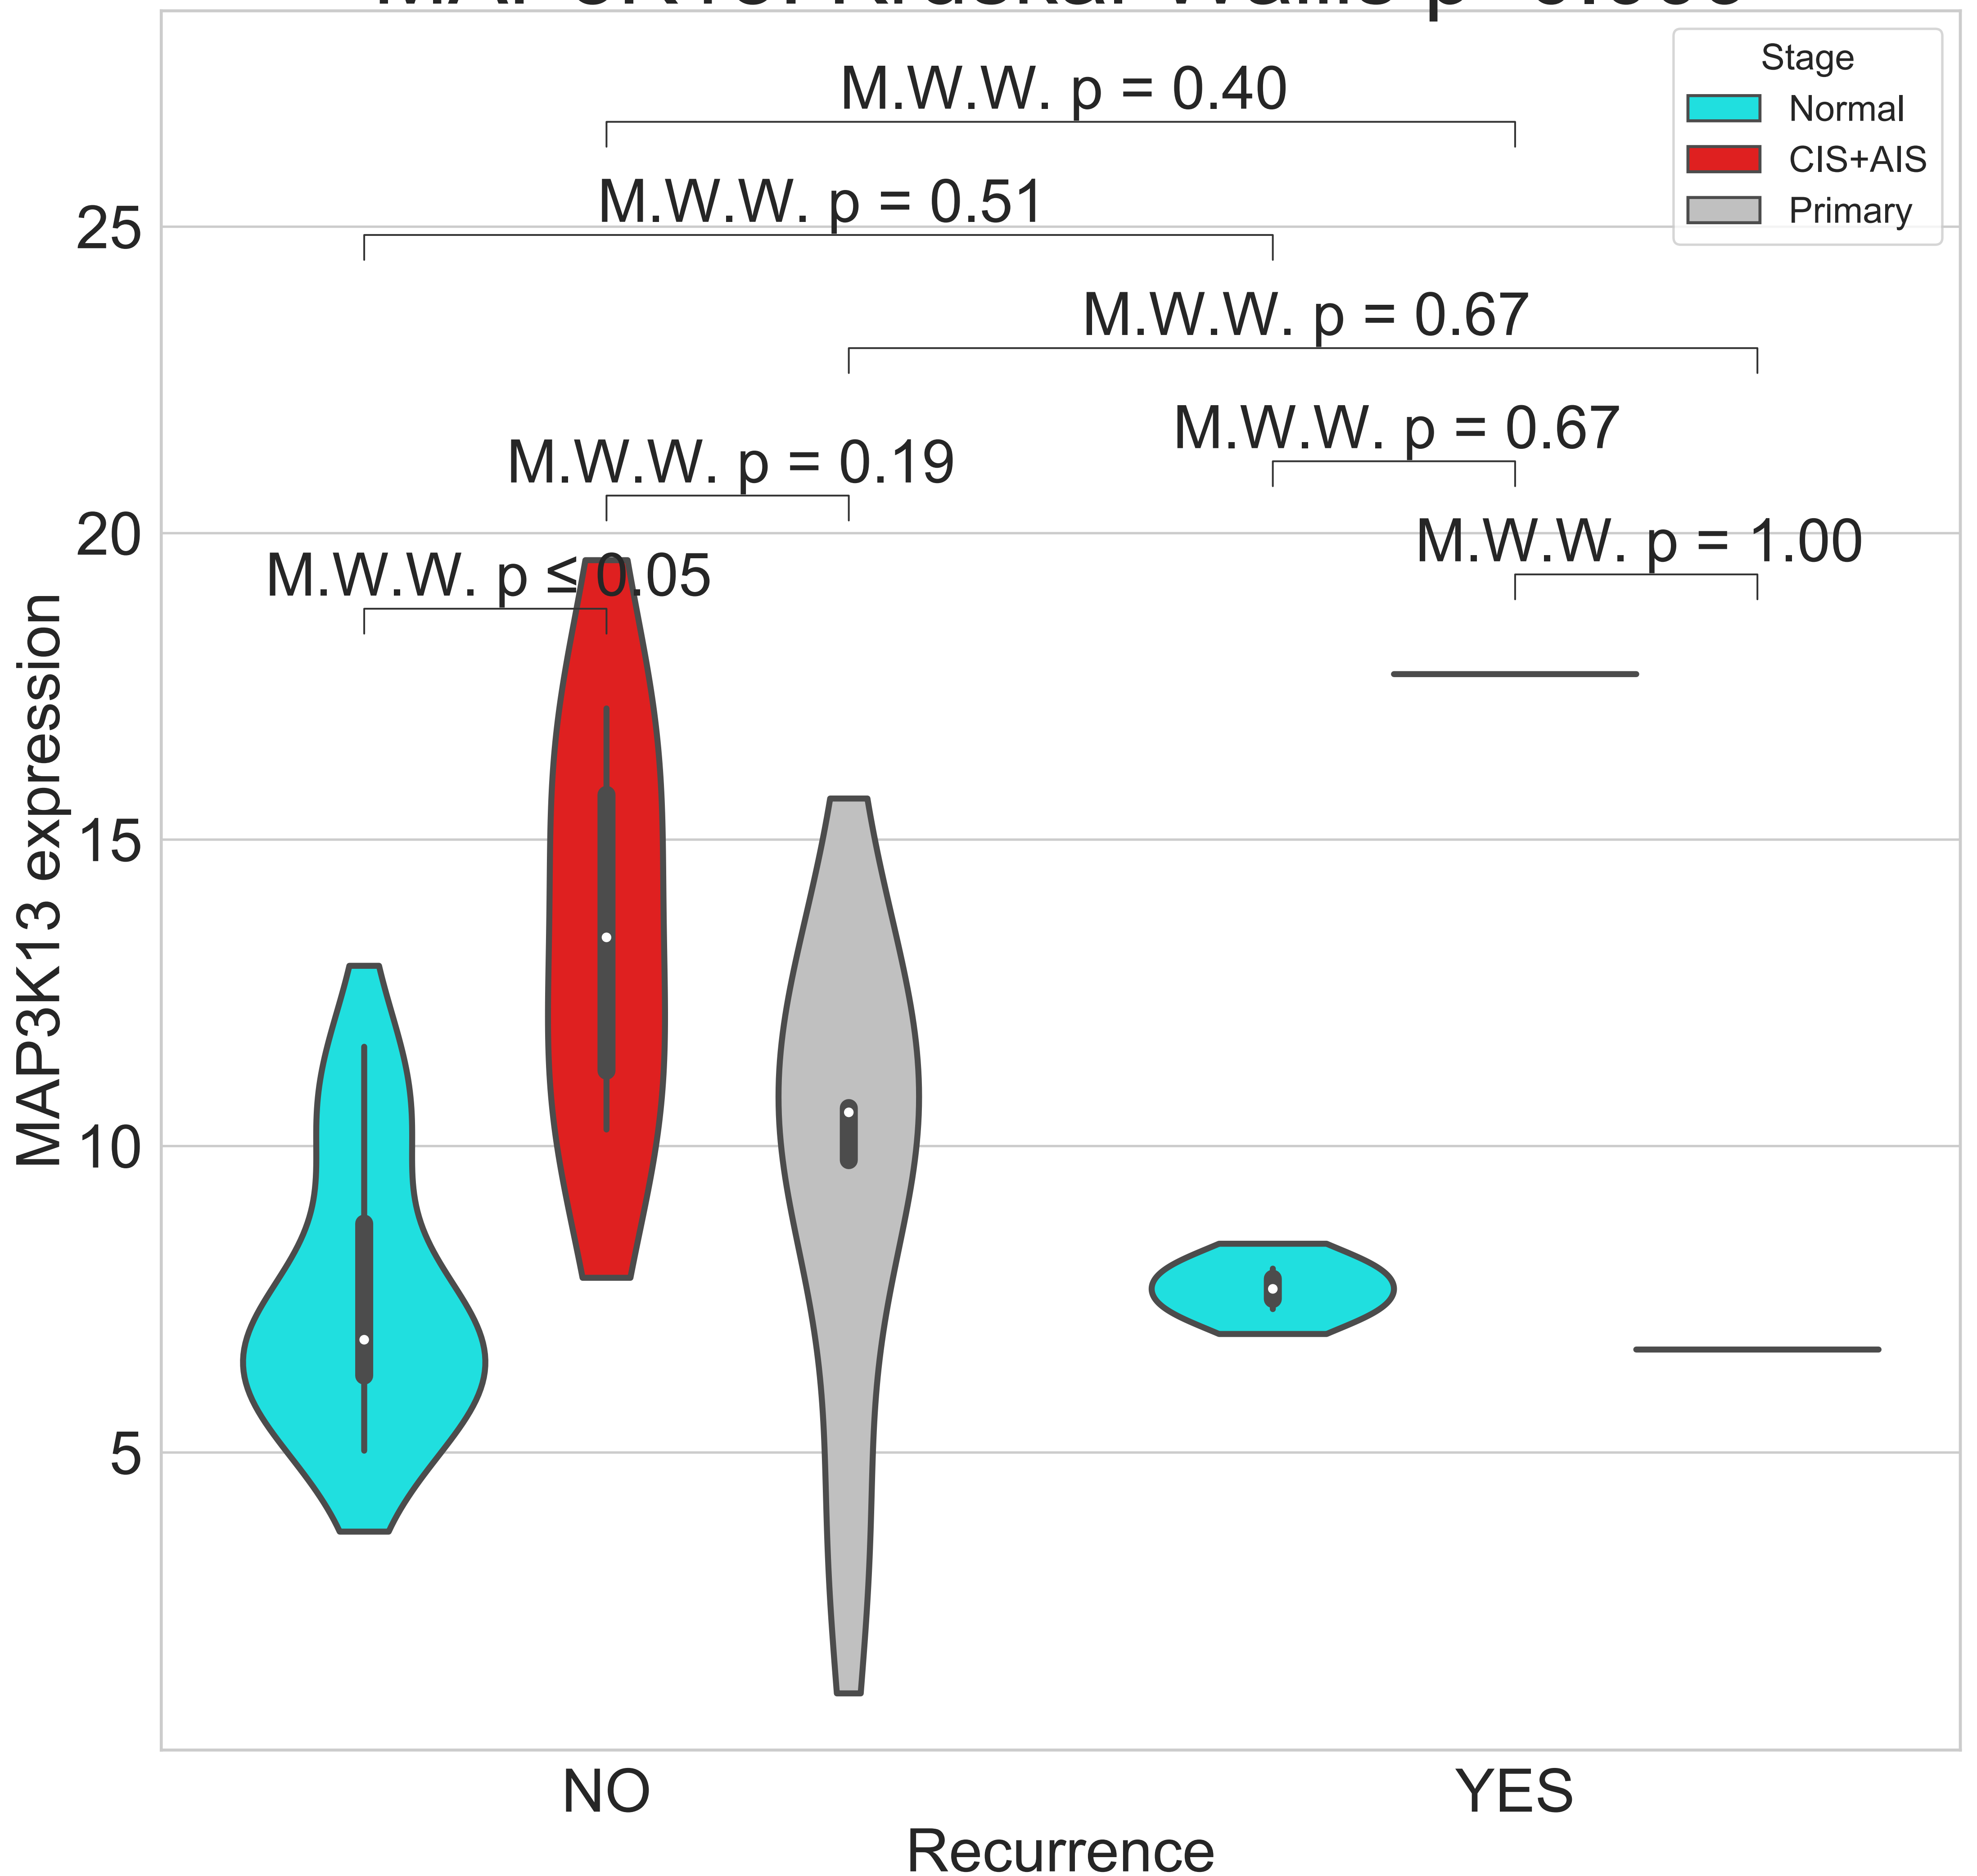 Stage
Normal
CIS+AIS
Primary
M.W.W. p = 0.40
M.W.W. p = 0.51
M.W.W. p = 0.67
M.W.W. p = 0.67
M.W.W. p = 0.19
M.W.W. p = 1.00
M.W.W. p ≤ 0.05
25
20
15
10
5
MAP3K13 expression
NO
YES
Recurrence